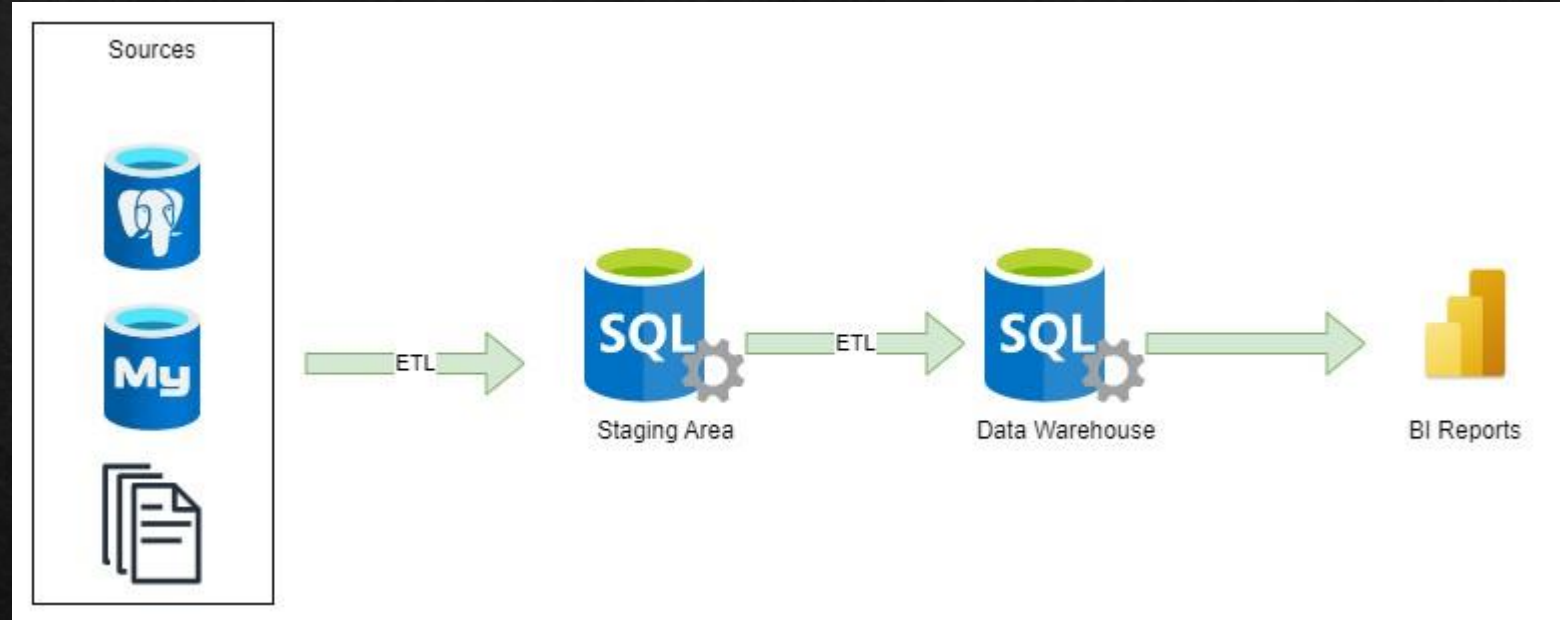 Sources
My
ETL
SQL
Staging Area
ETL
SQL
Data Warehouse
BI Reports